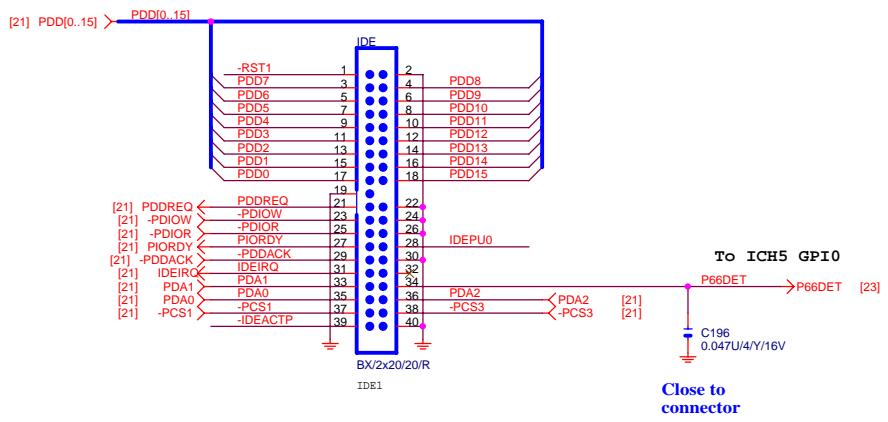 [21] PDD[0..15] PDD[0..15]
IDE
-RST1 1 2
PDD7 3 4 PDD8
PDD6 5 6 PDD9
PDD5 7 8 PDD10
PDD4 9 10 PDD11
PDD3 11 12 PDD12
PDD2 13 14 PDD13
PDD1 15 16 PDD14
PDD0 17 18 PDD15
19
[21] PDDREQ PDDREQ 21 22
[21] -PDIOW -PDIOW 23 24
[21] -PDIOR -PDIOR 25 26
[21] PIORDY PIORDY 27 28 IDEPU0
[21] -PDDACK -PDDACK 29 30
[21] IDEIRQ IDEIRQ 31 32
To ICH5 GPI0
[21] PDA1 PDA1 33 34 P66DET P66DET [23]
[21] PDA0 PDA0 35 36 PDA2 PDA2 [21]
[21] -PCS1 -PCS1 37 38 -PCS3 -PCS3 [21]
-IDEACTP 39 40
C196
0.047U/4/Y/16V
BX/2x20/20/R
IDE1
Close to
connector